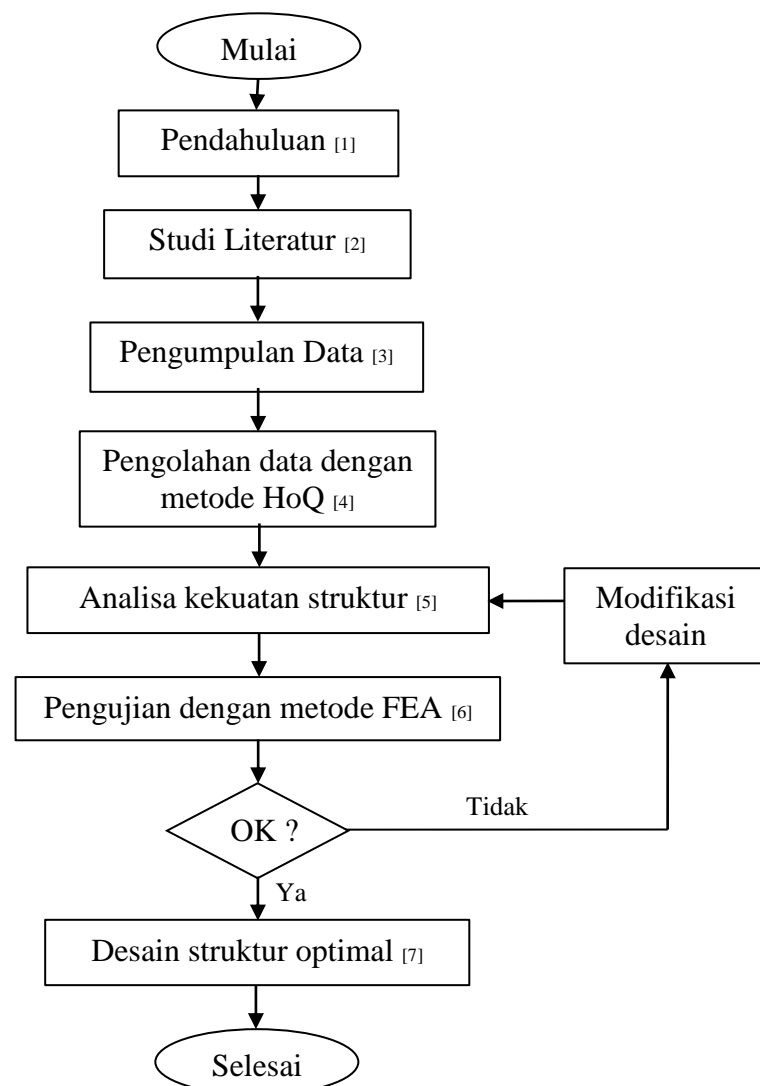 Mulai
Pendahuluan [1]
Studi Literatur [2]
Pengumpulan Data [3]
Pengolahan data dengan
metode HoQ [4]
Analisa kekuatan struktur [5]
Modifikasi
desain
Pengujian dengan metode FEA [6]
OK ?
Tidak
Ya
Desain struktur optimal [7]
Selesai